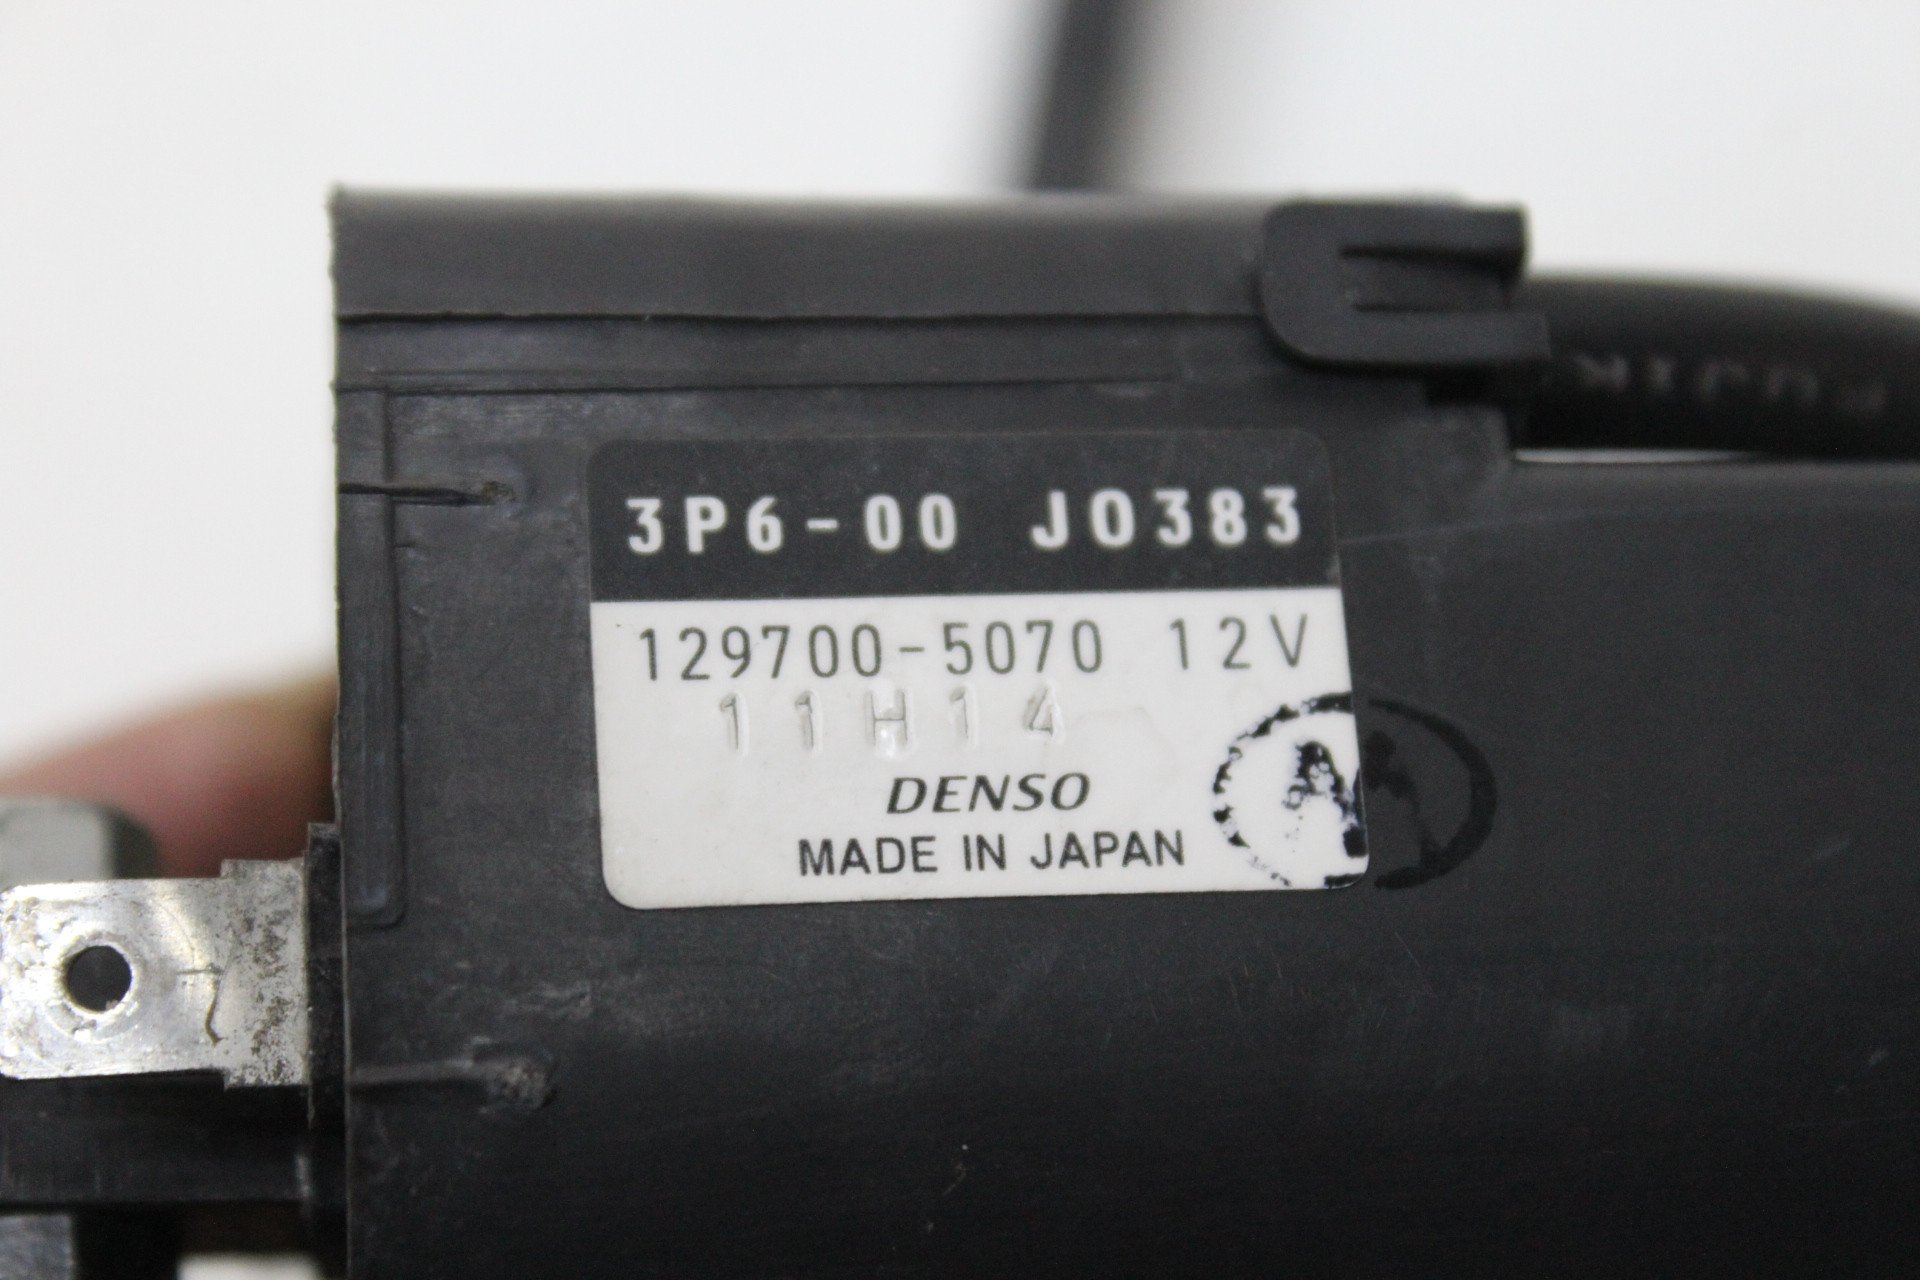 3P6-00 J0383
129700-5070 12V
11H14
DENSO
MADE IN JAPAN